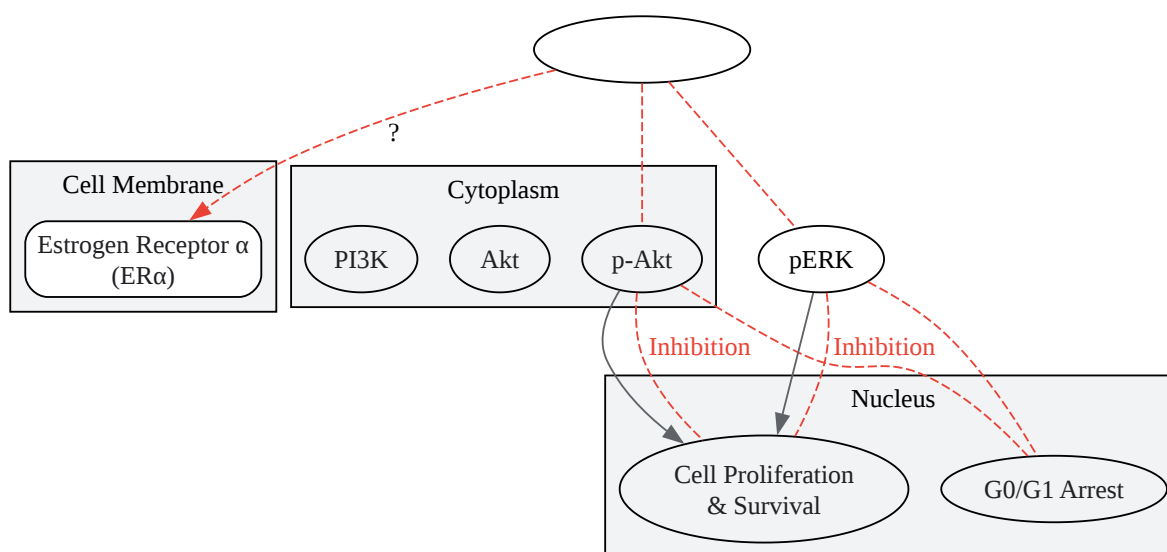 ?
Cell Membrane
Estrogen Receptor α
(ERα)
Cytoplasm
PI3K
Akt
p-Akt
pERK
Inhibition
Inhibition
Nucleus
Cell Proliferation
& Survival
G0/G1 Arrest